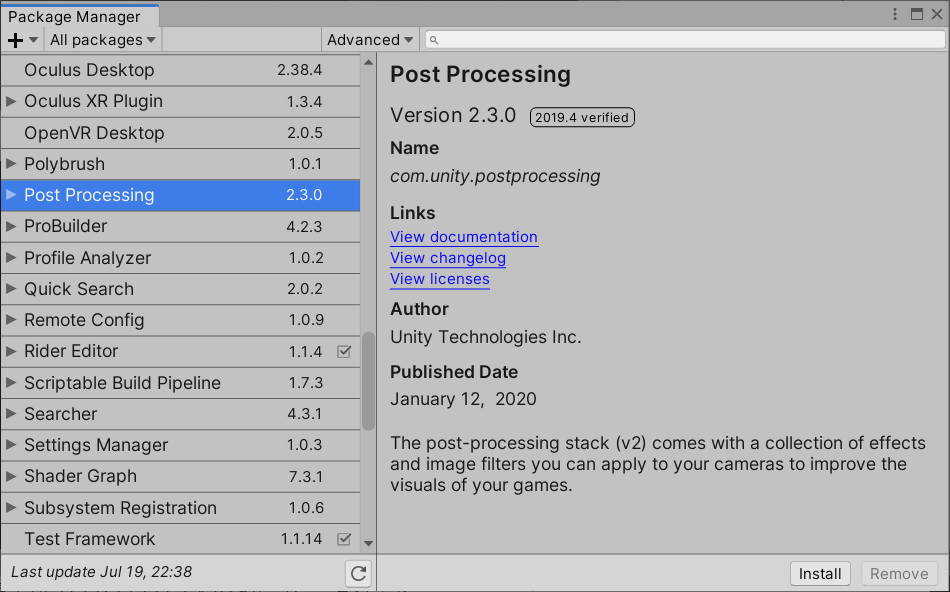 Package Manager
All packages
Advanced
Oculus Desktop 2.38.4
Oculus XR Plugin 1.3.4
OpenVR Desktop 2.0.5
Polybrush 1.0.1
Post Processing 2.3.0
ProBuilder 4.2.3
Profile Analyzer 1.0.2
Quick Search 2.0.2
Remote Config 1.0.9
Rider Editor 1.1.4
Scriptable Build Pipeline 1.7.3
Searcher 4.3.1
Settings Manager 1.0.3
Shader Graph 7.3.1
Subsystem Registration 1.0.6
Test Framework 1.1.14
Last update Jul 19, 22:38
Post Processing
Version 2.3.0 2019.4 verified
Name
com.unity.postprocessing
Links
View documentation
View changelog
View licenses
Author
Unity Technologies Inc.
Published Date
January 12, 2020
The post-processing stack (v2) comes with a collection of effects
and image filters you can apply to your cameras to improve the
visuals of your games.
Install Remove